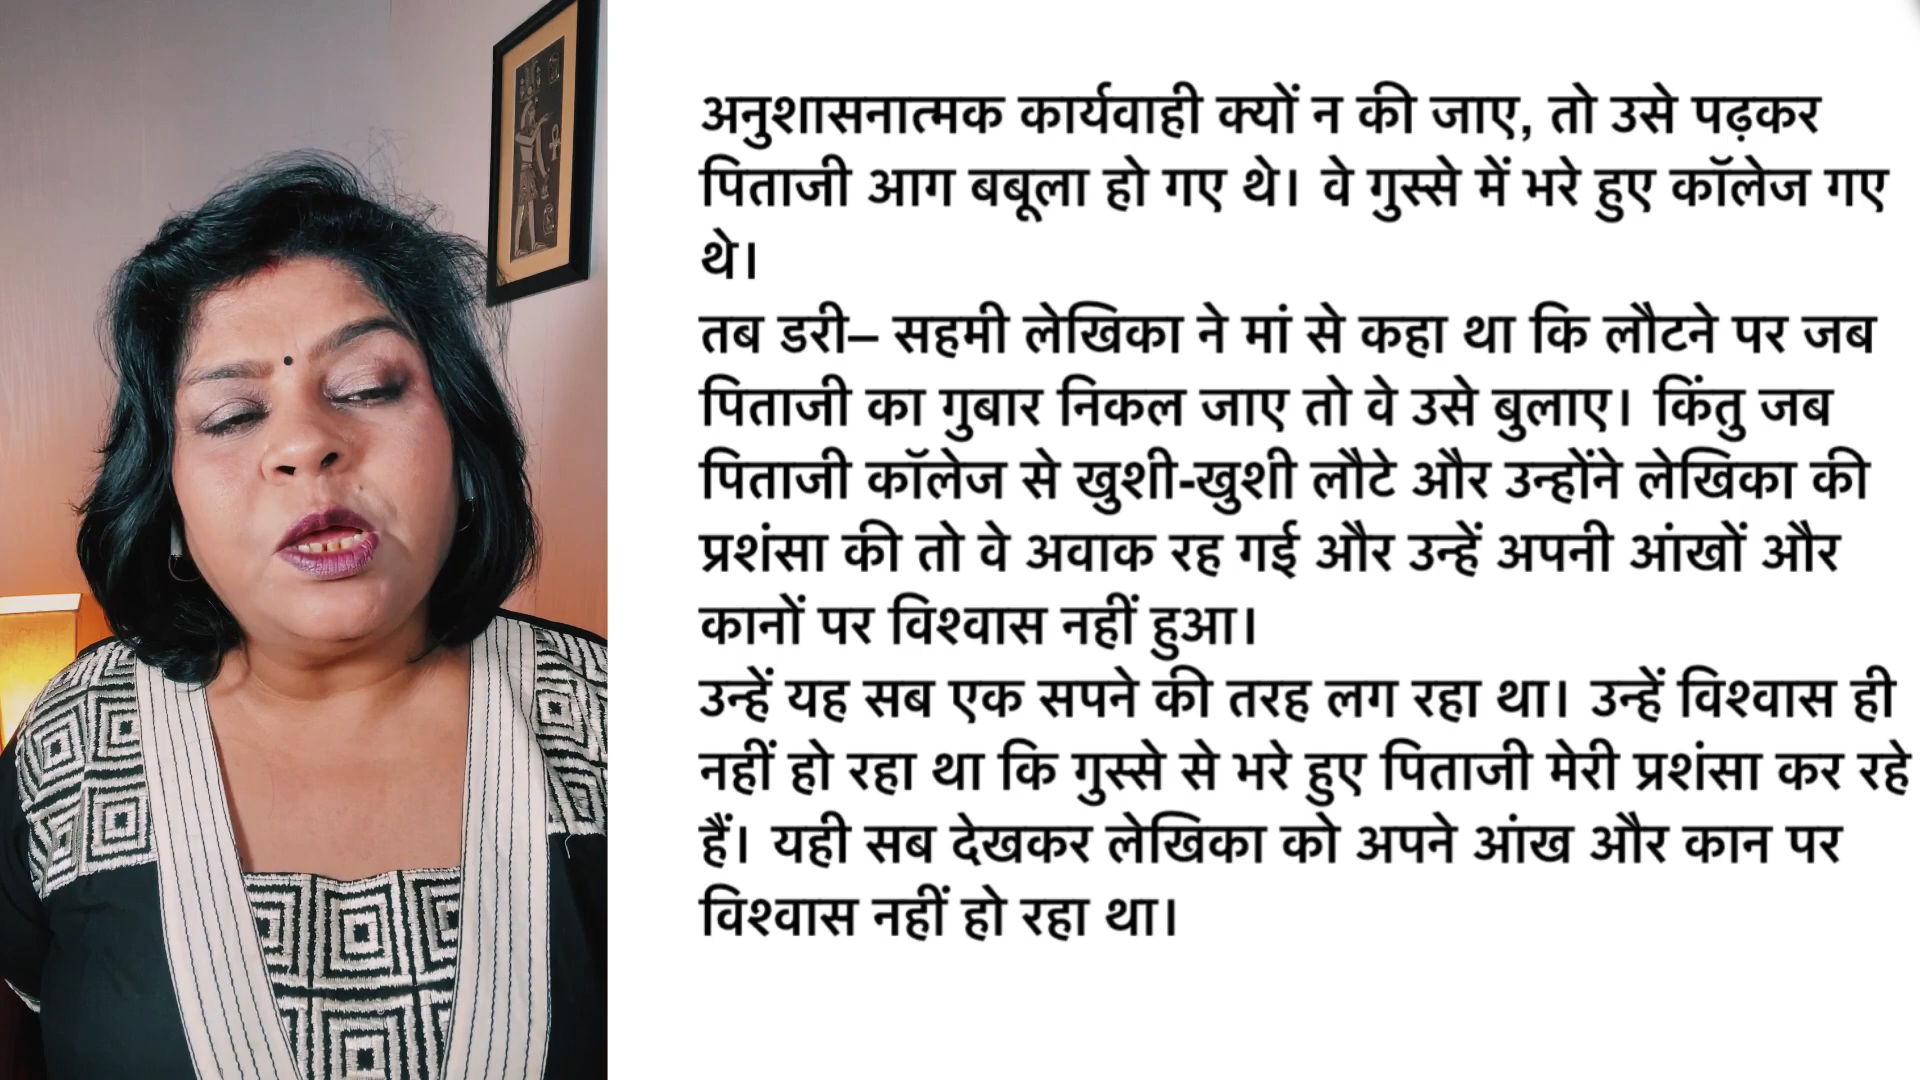 अनुशासनात्मक कार्यवाही क्यों न की जाए, तो उसे पढ़कर
पिताजी आग बबूला हो गए थे। वे गुस्से में भरे हुए कॉलेज गए
थे।
तब डरी– सहमी लेखिका ने मां से कहा था कि लौटने पर जब
पिताजी का गुबार निकल जाए तो वे उसे बुलाए। किंतु जब
पिताजी कॉलेज से खुशी-खुशी लौटे और उन्होंने लेखिका की
प्रशंसा की तो वे अवाक रह गई और उन्हें अपनी आंखों और
कानों पर विश्वास नहीं हुआ।
उन्हें यह सब एक सपने की तरह लग रहा था। उन्हें विश्वास ही
नहीं हो रहा था कि गुस्से से भरे हुए पिताजी मेरी प्रशंसा कर रहे
हैं। यही सब देखकर लेखिका को अपने आंख और कान पर
विश्वास नहीं हो रहा था।